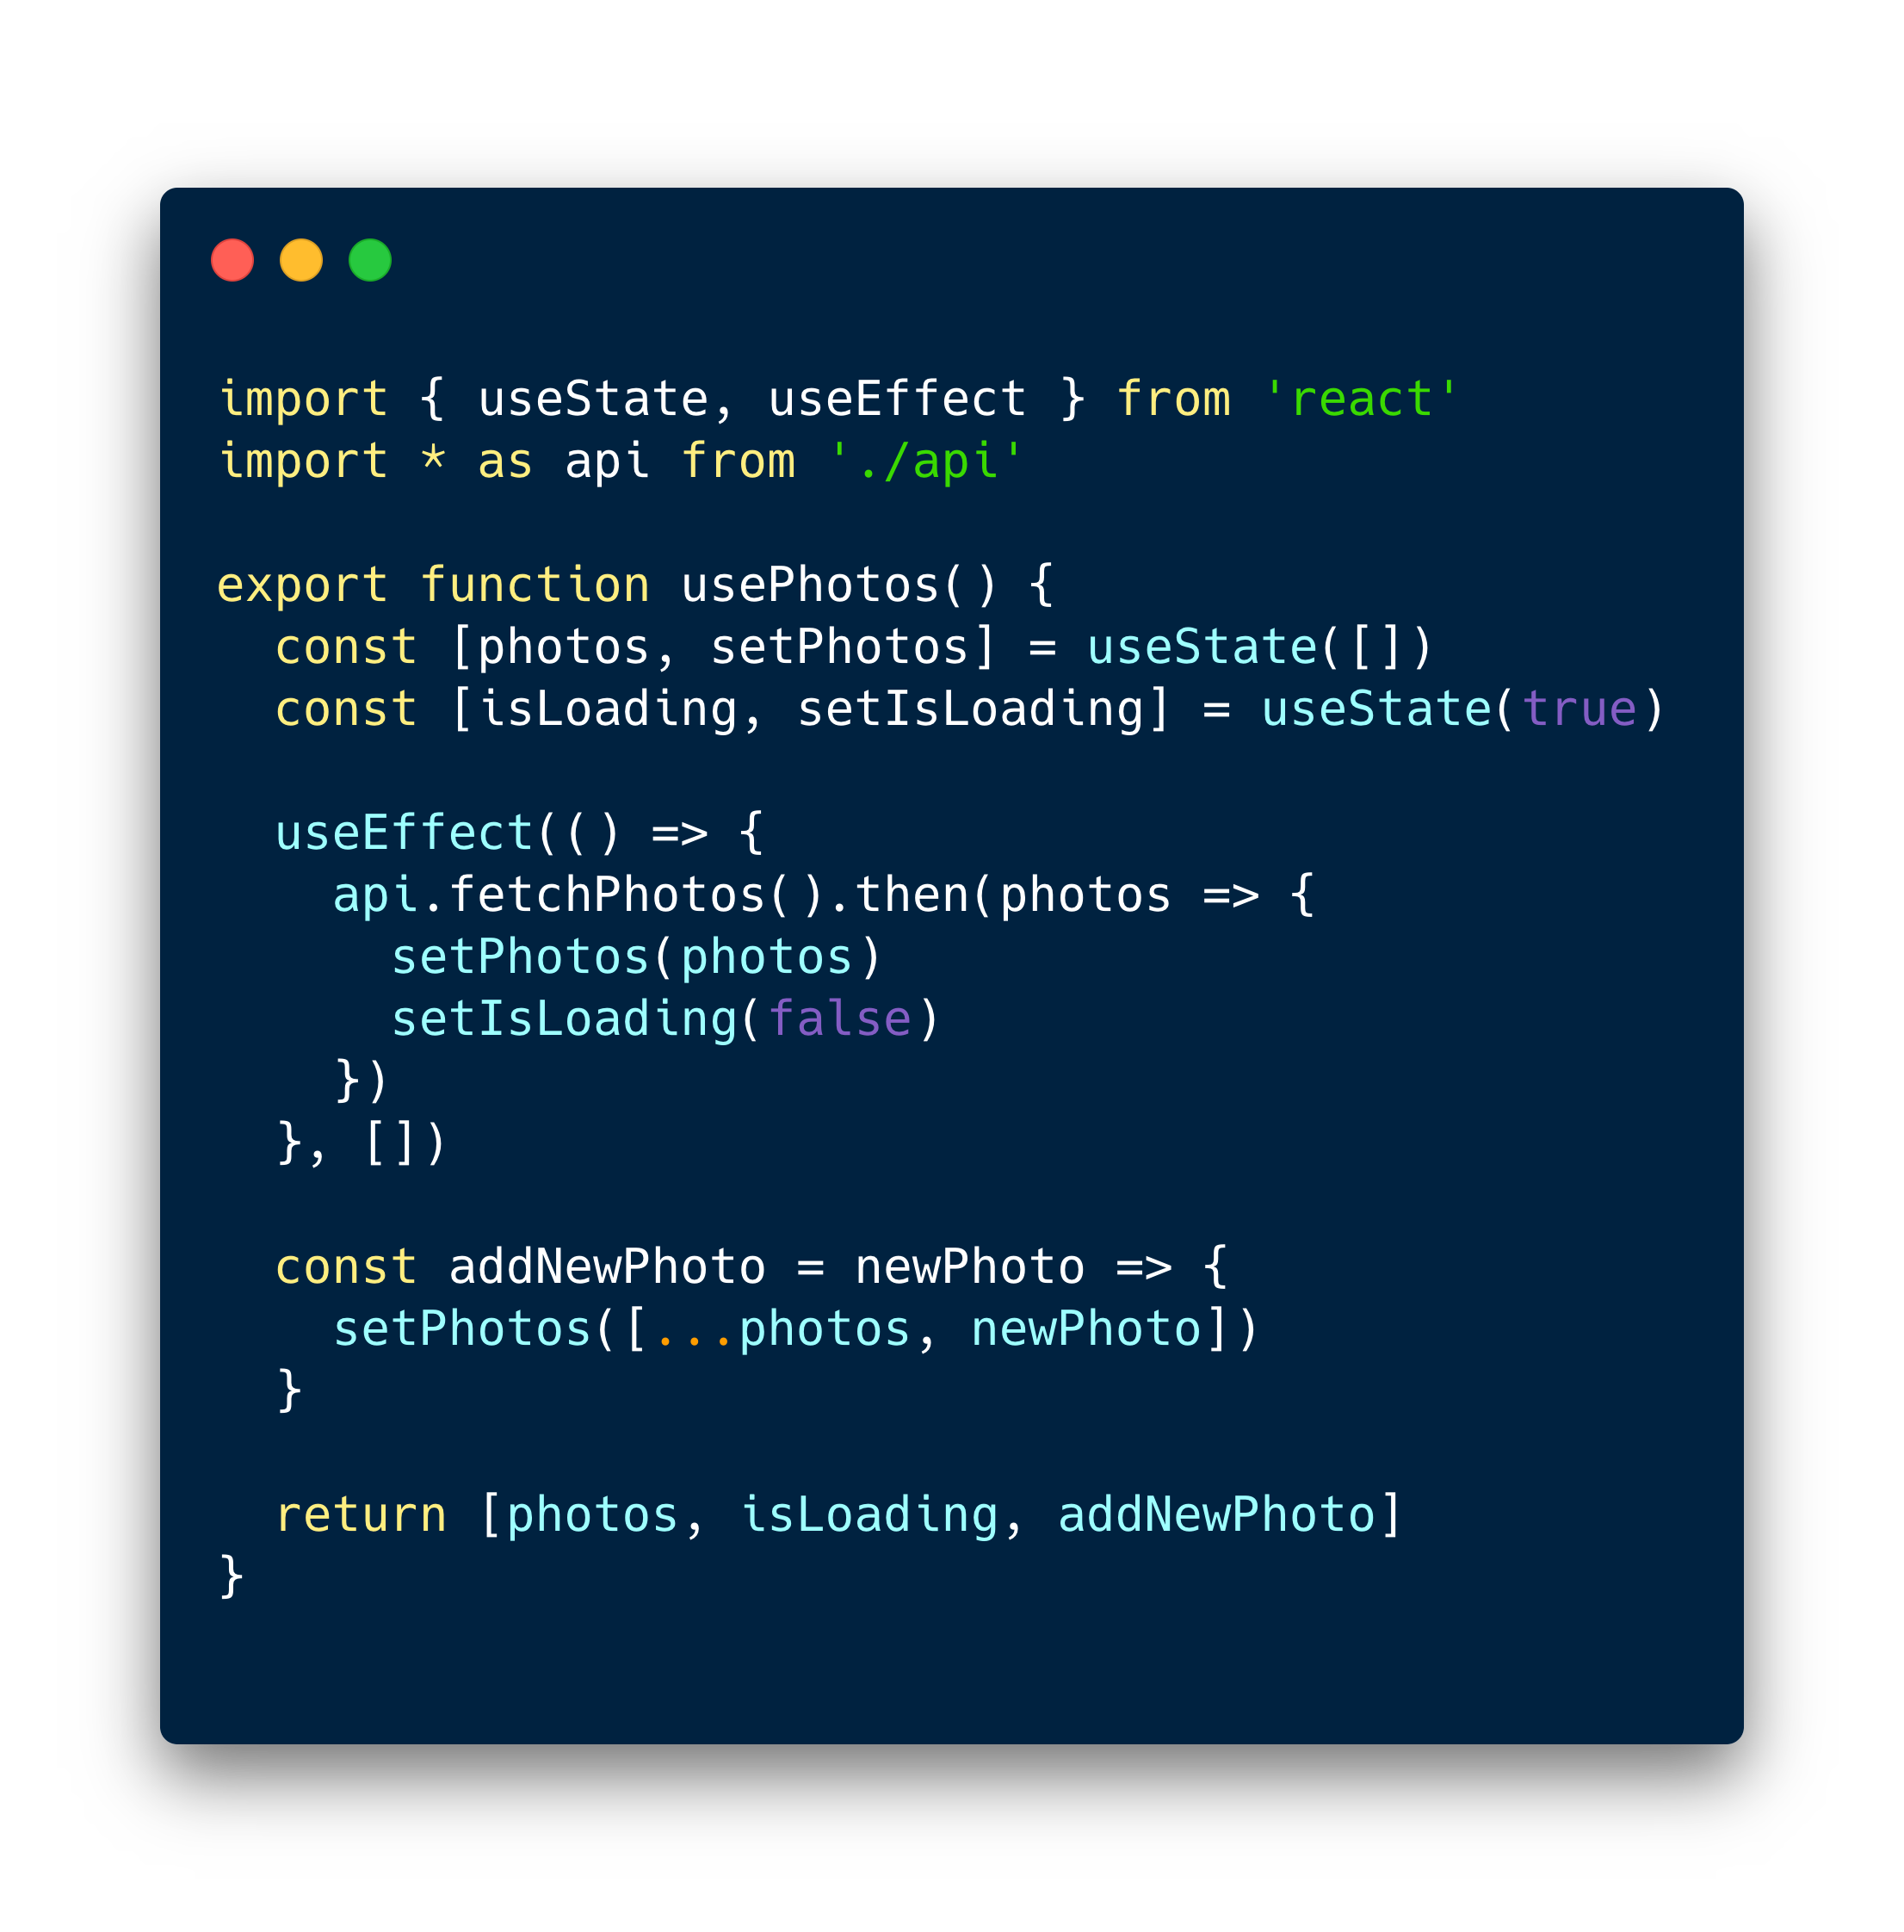 import { useState, useEffect } from 'react'
import * as api from './api'

export function usePhotos() {
  const [photos, setPhotos] = useState([])
  const [isLoading, setIsLoading] = useState(true)

  useEffect(() => {
    api.fetchPhotos().then(photos => {
      setPhotos(photos)
      setIsLoading(false)
    })
  }, [])

  const addNewPhoto = newPhoto => {
    setPhotos([...photos, newPhoto])
  }

  return [photos, isLoading, addNewPhoto]
}